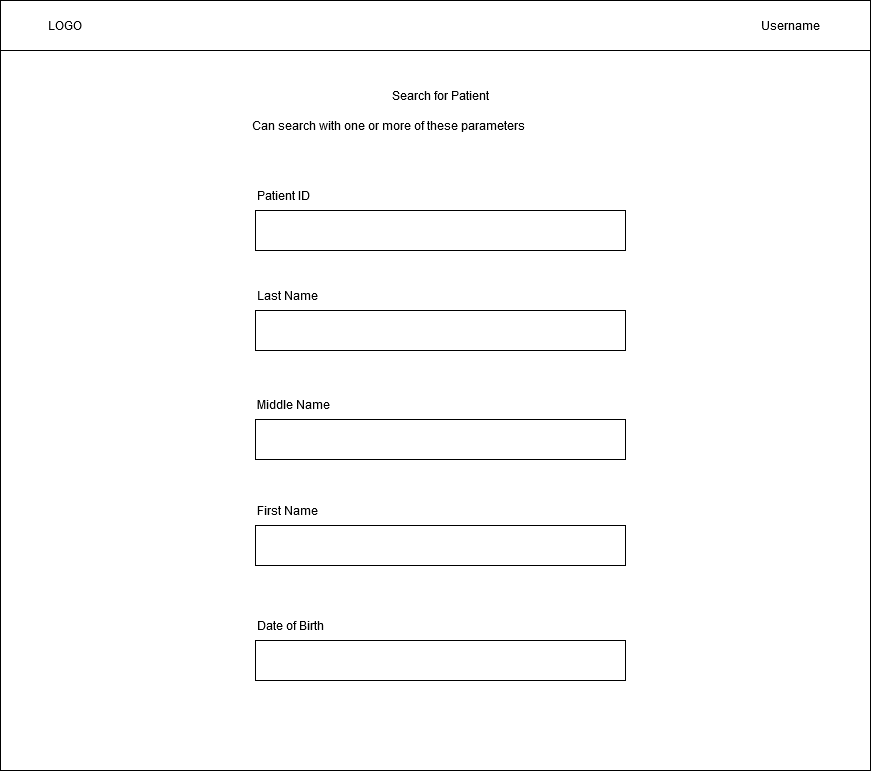 LOGO
Username
Search for Patient
Can search with one or more of these parameters
Patient ID
Last Name
Middle Name
First Name
Date of Birth